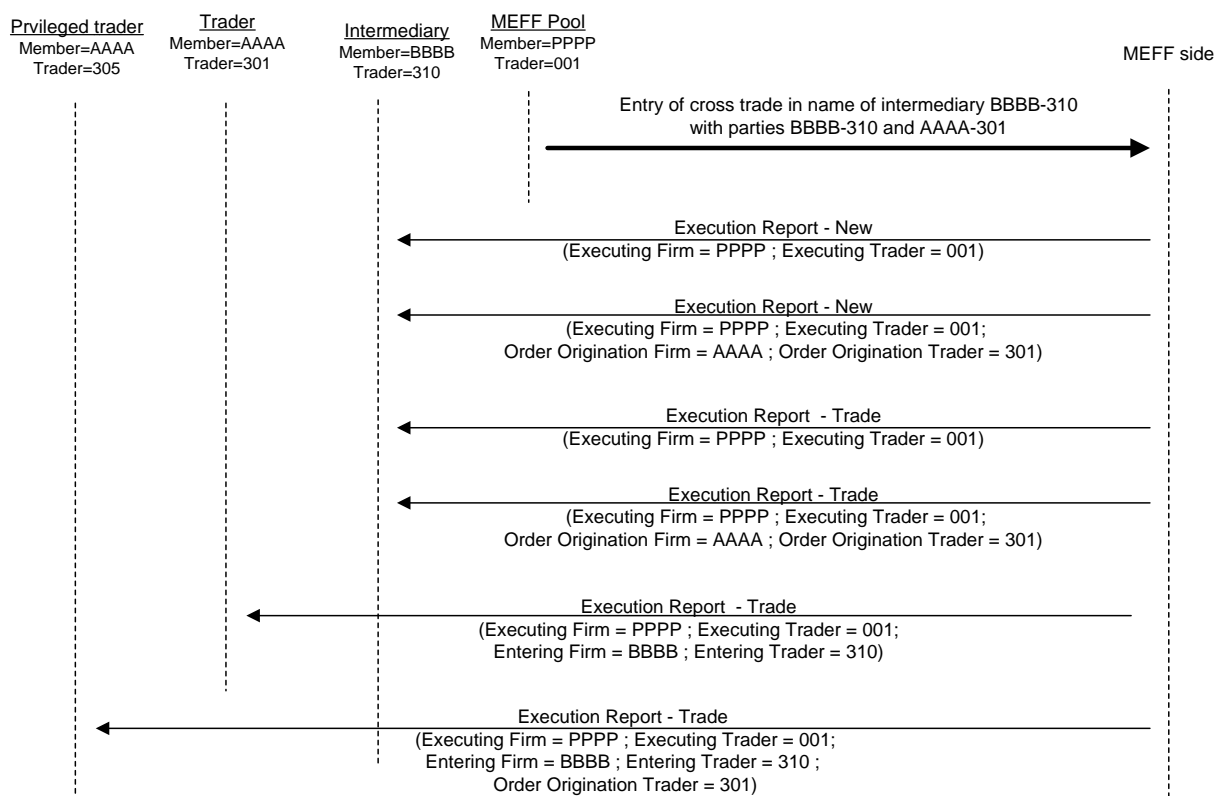 Prvileged trader
Member=AAAA
Trader=305
Trader
Member=AAAA
Trader=301
Intermediary
Member=BBBB
Trader=310
MEFF Pool
Member=PPPP
Trader=001
MEFF side
Entry of cross trade in name of intermediary BBBB-310
with parties BBBB-310 and AAAA-301
Execution Report - New
(Executing Firm = PPPP ; Executing Trader = 001)
Execution Report - New
(Executing Firm = PPPP ; Executing Trader = 001;
Order Origination Firm = AAAA ; Order Origination Trader = 301)
Execution Report - Trade
(Executing Firm = PPPP ; Executing Trader = 001)
Execution Report - Trade
(Executing Firm = PPPP ; Executing Trader = 001;
Order Origination Firm = AAAA ; Order Origination Trader = 301)
Execution Report - Trade
(Executing Firm = PPPP ; Executing Trader = 001;
Entering Firm = BBBB ; Entering Trader = 310)
Execution Report - Trade
(Executing Firm = PPPP ; Executing Trader = 001;
Entering Firm = BBBB ; Entering Trader = 310 ;
Order Origination Trader = 301)